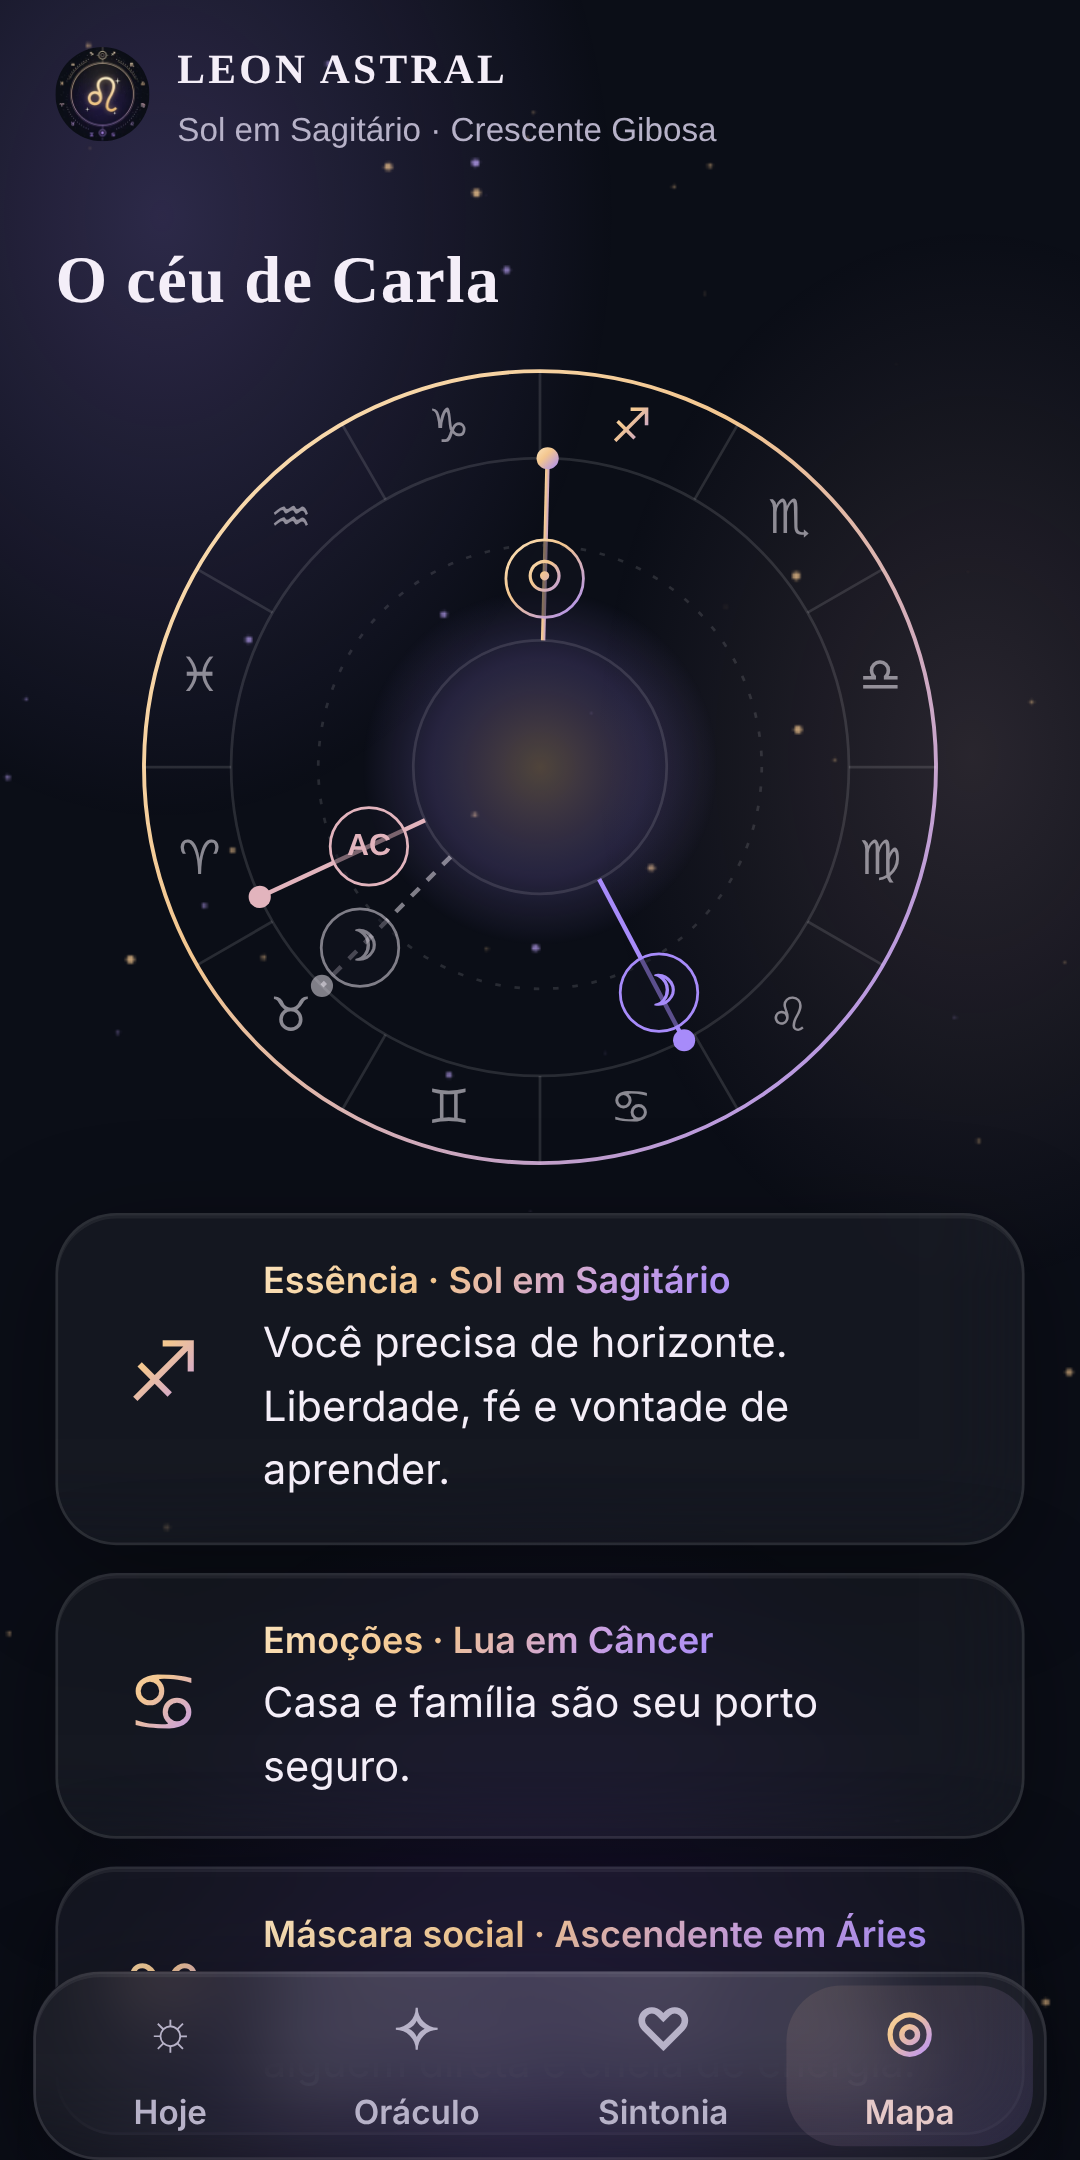 LEON ASTRAL
Sol em Sagitário · Crescente Gibosa
O céu de Carla
AC
Essência · Sol em Sagitário
Você precisa de horizonte.
Liberdade, fé e vontade de
aprender.
Emoções · Lua em Câncer
Casa e família são seu porto
seguro.
Máscara social · Ascendente em Áries
Hoje
Oráculo
Sintonia
Mapa